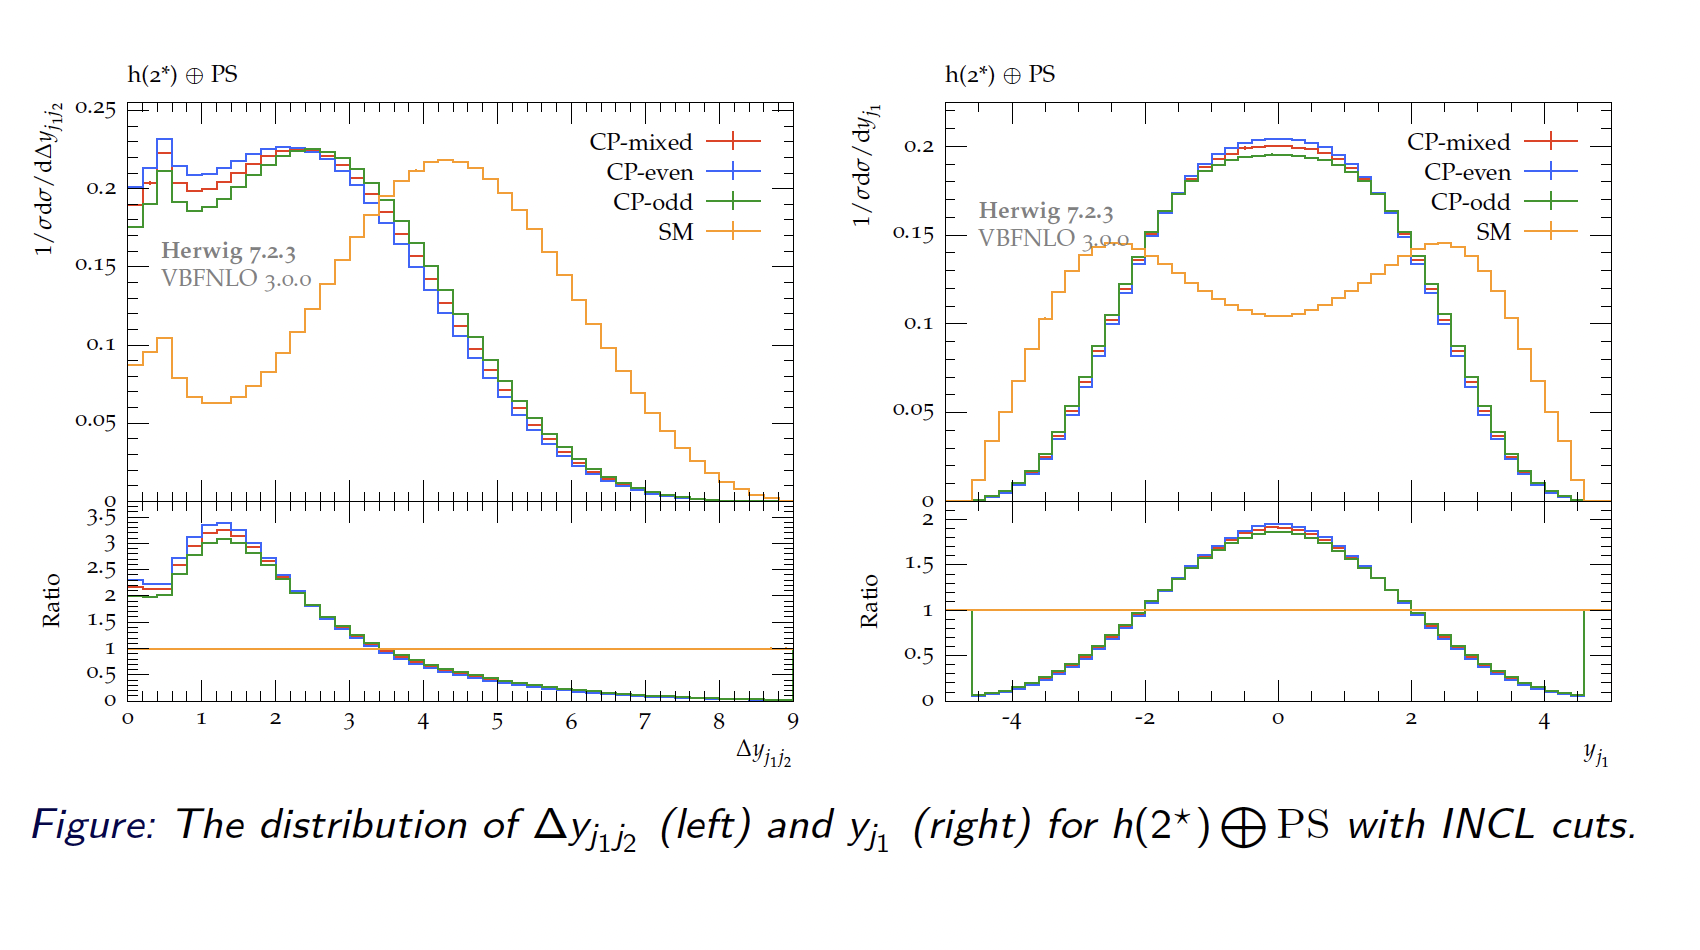 h(2*) ⊕ PS
1/σdσ/dΔy_{j1j2}
0.25
0.2
0.15
0.1
0.05
0
CP-mixed
CP-even
CP-odd
SM
Herwig 7.2.3
VBFNLO 3.0.0
Ratio
3.5
3
2.5
2
1.5
1
0.5
0
0 1 2 3 4 5 6 7 8 9
Δy_{j1j2}
h(2*) ⊕ PS
1/σdσ/dy_{j1}
0.2
0.15
0.1
0.05
0
CP-mixed
CP-even
CP-odd
SM
Herwig 7.2.3
VBFNLO 3.0.0
Ratio
2
1.5
1
0.5
0
-4 -2 0 2 4
y_{j1}
Figure: The distribution of Δy_{j1j2} (left) and y_{j1} (right) for h(2⋆)⊕PS with INCL cuts.